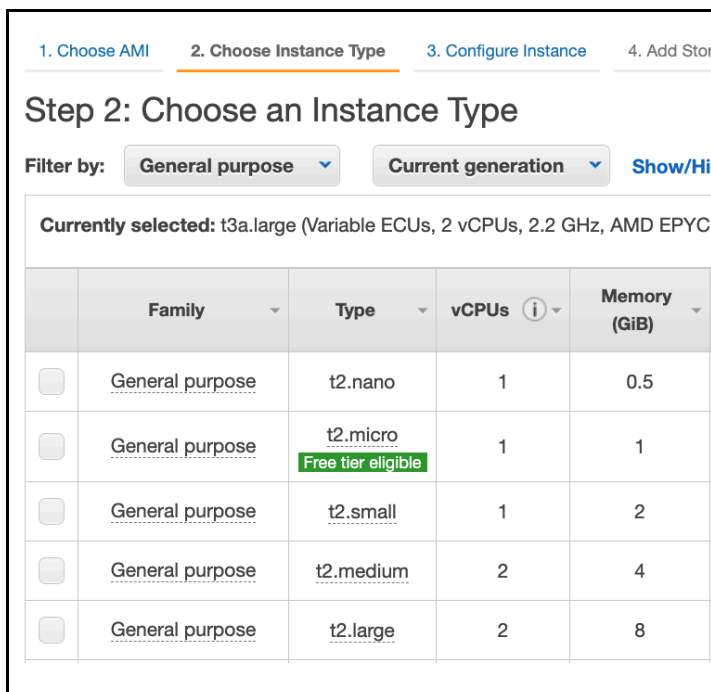 1. Choose AMI 2. Choose Instance Type 3. Configure Instance 4. Add
Step 2: Choose an Instance Type
Filter by: General purpose Current generation
Currently selected: t3a.large (Variable ECUs, 2 vCPUs, 2.2 GHz, AMD EPYC
Family Type vCPUs i Memory (GiB)
General purpose t2.nano 1 0.5
General purpose t2.micro 1 1
Free tier eligible
General purpose t2.small 1 2
General purpose t2.medium 2 4
General purpose t2.large 2 8